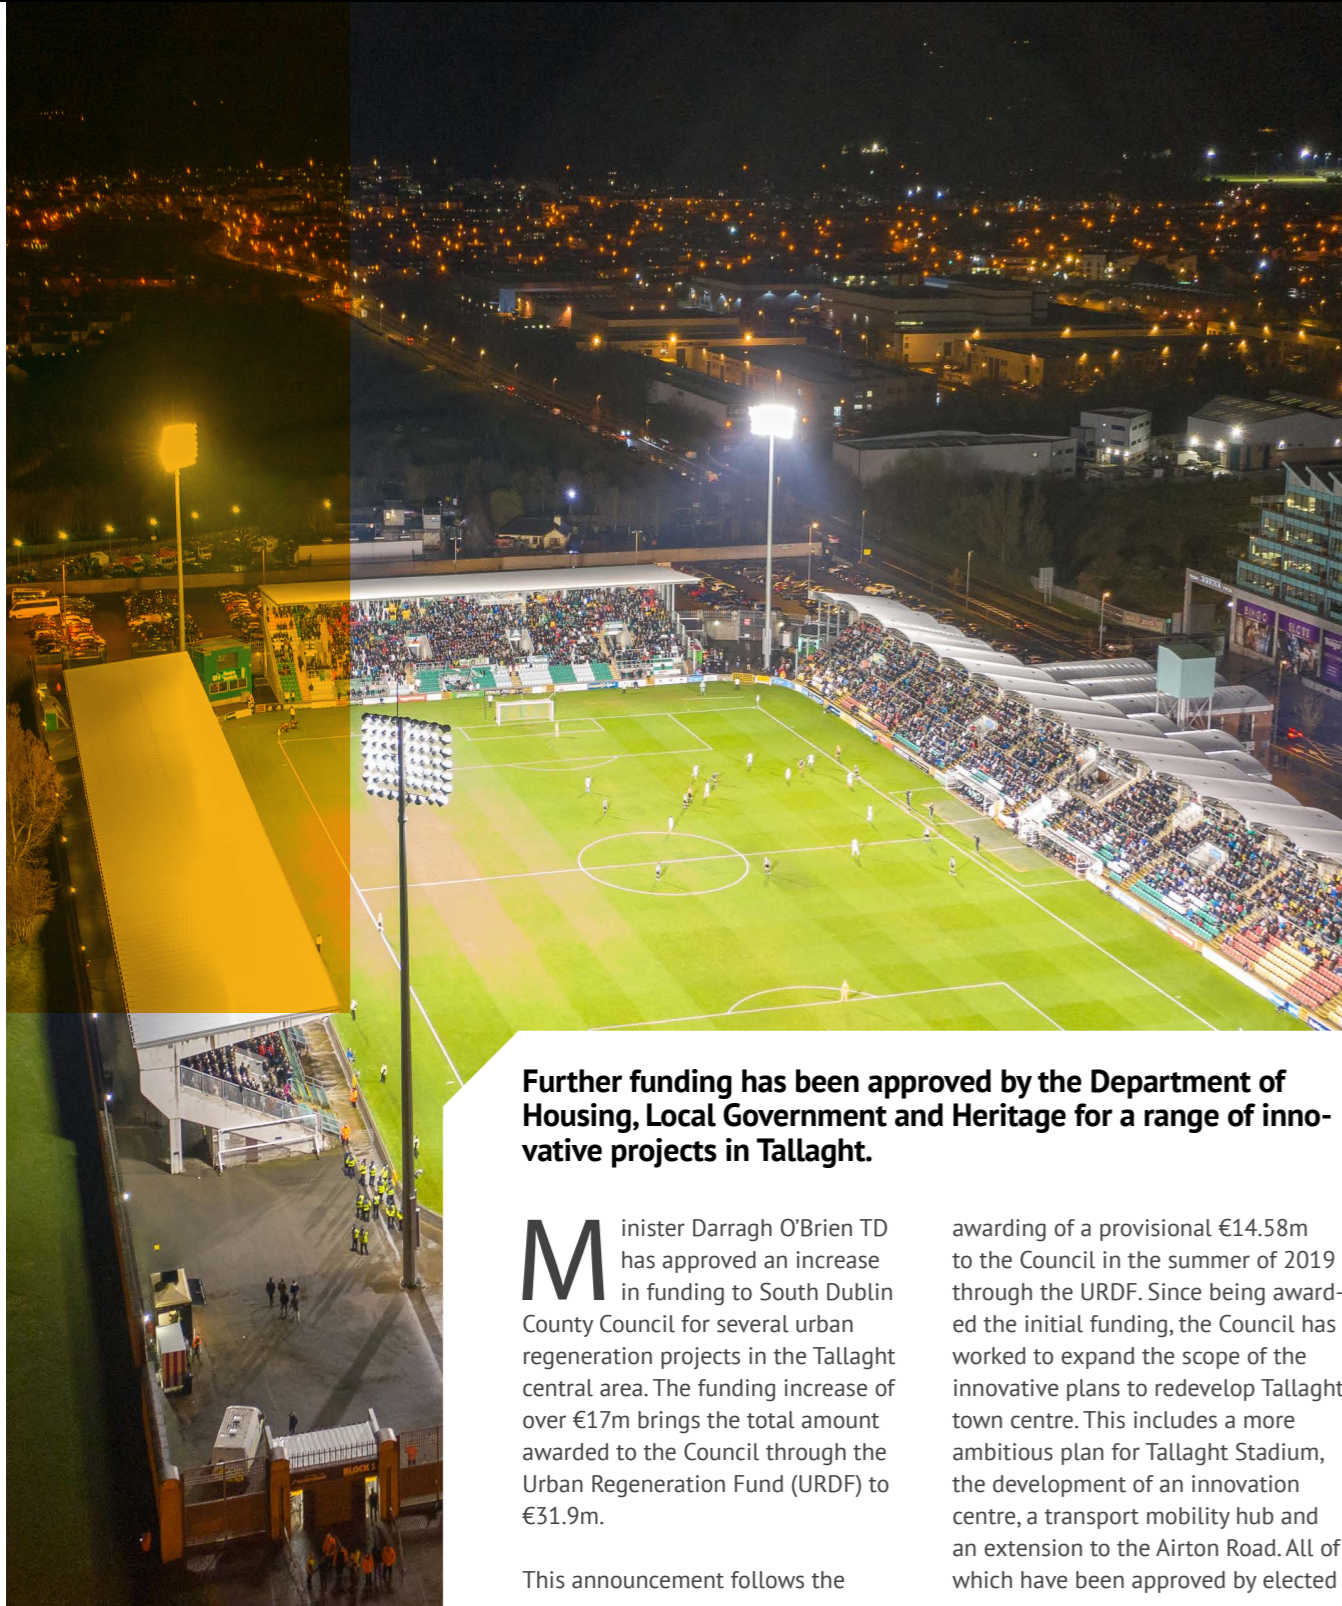 BINGO
SLOTS
BLOCK 1
Further funding has been approved by the Department of
Housing, Local Government and Heritage for a range of inno-
vative projects in Tallaght.
Minister Darragh O’Brien TD
has approved an increase
in funding to South Dublin
County Council for several urban
regeneration projects in the Tallaght
central area. The funding increase of
over €17m brings the total amount
awarded to the Council through the
Urban Regeneration Fund (URDF) to
€31.9m.
This announcement follows the
awarding of a provisional €14.58m
to the Council in the summer of 2019
through the URDF. Since being award-
ed the initial funding, the Council has
worked to expand the scope of the
innovative plans to redevelop Tallaght
town centre. This includes a more
ambitious plan for Tallaght Stadium,
the development of an innovation
centre, a transport mobility hub and
an extension to the Airton Road. All of
which have been approved by elected